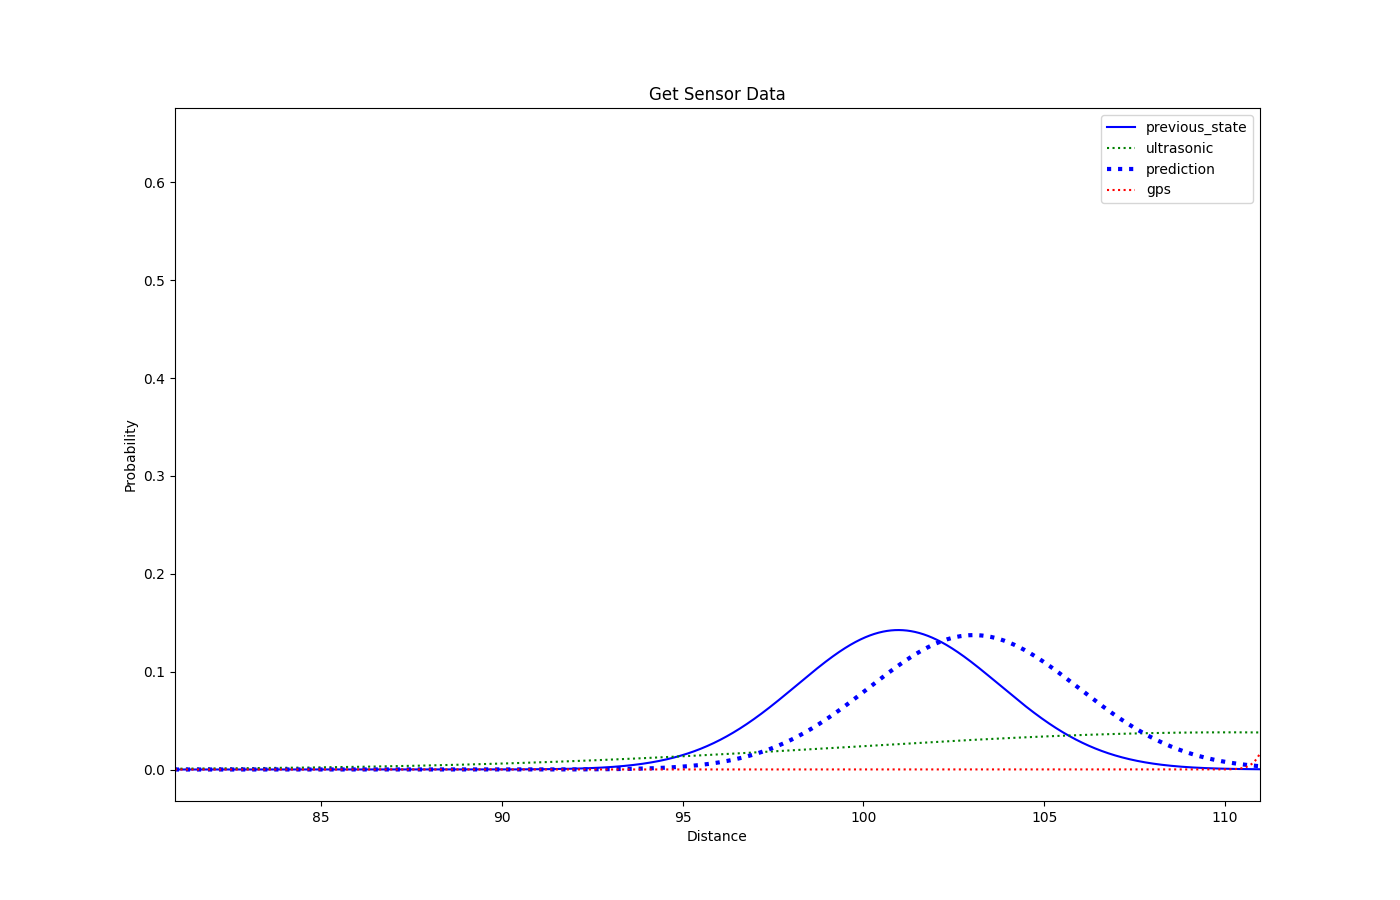 Get Sensor Data
previous_state
ultrasonic
prediction
gps
0.6
0.5
0.4
0.3
0.2
0.1
0.0
Probability
85 90 95 100 105 110
Distance